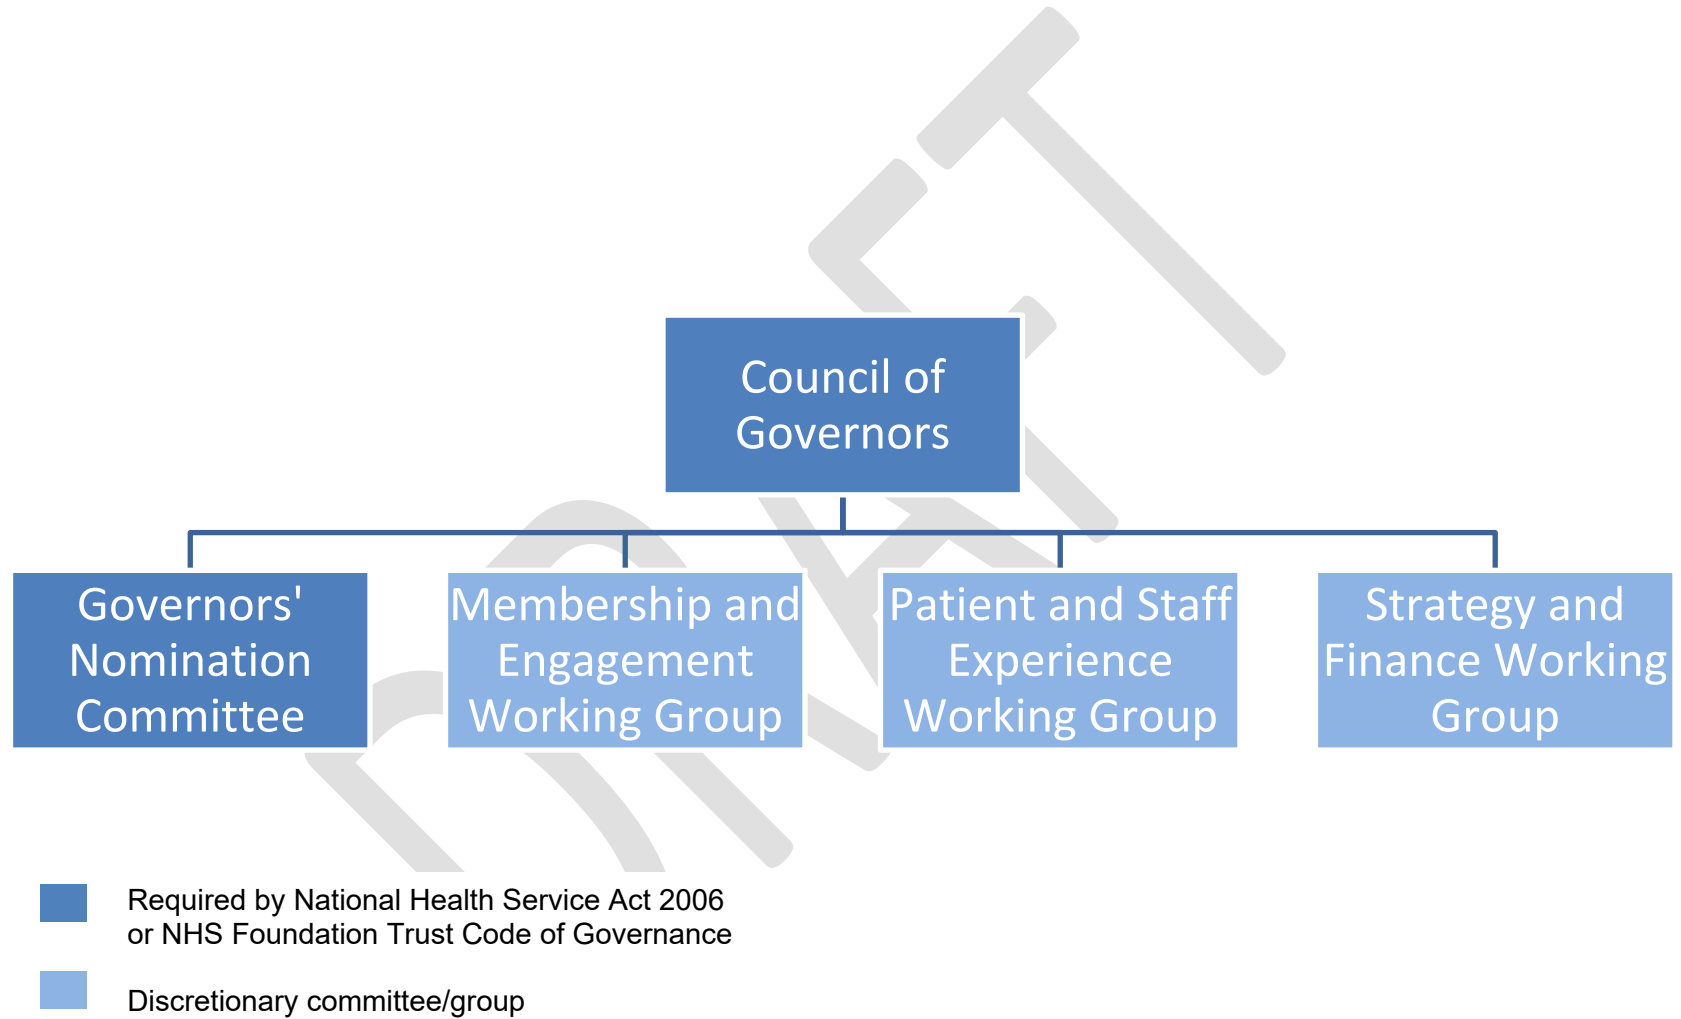 Council of
Governors
Governors'
Nomination
Committee
Membership and
Engagement
Working Group
Patient and Staff
Experience
Working Group
Strategy and
Finance Working
Group
Required by National Health Service Act 2006
or NHS Foundation Trust Code of Governance
Discretionary committee/group